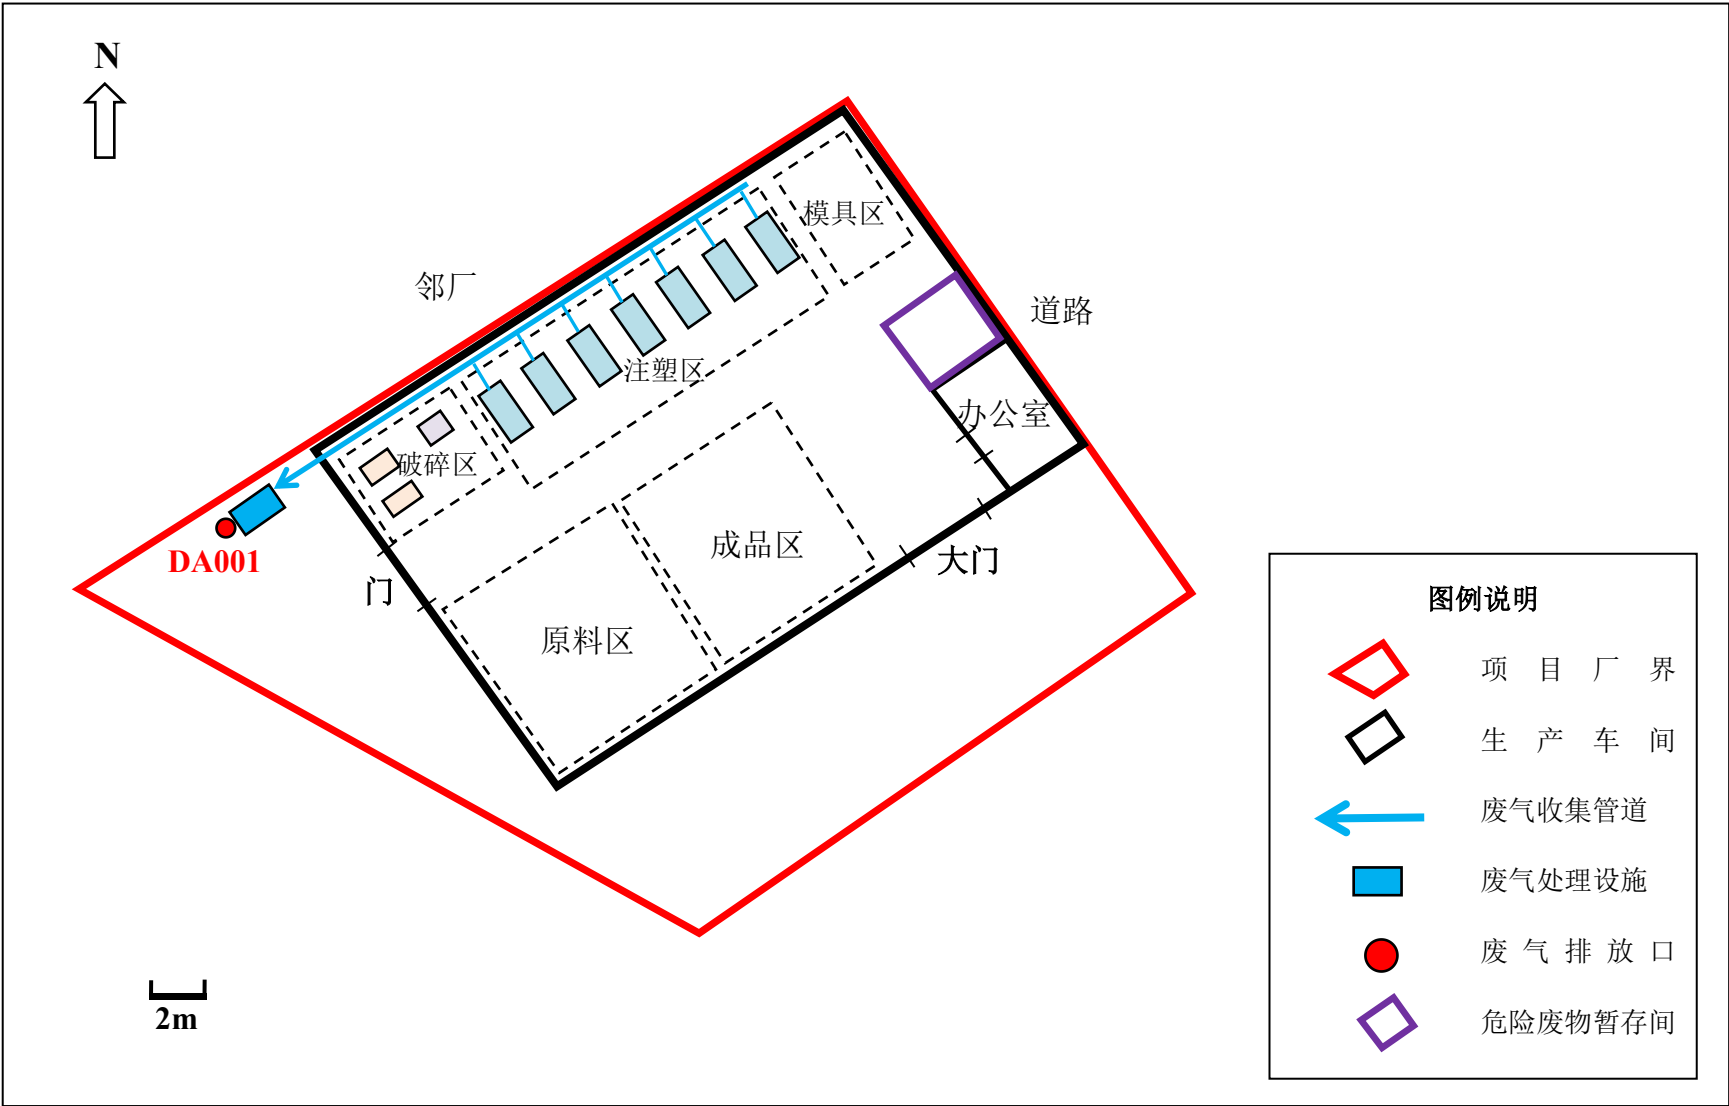 N
模具区
邻厂
道路
注塑区
办公室
破碎区
DA001
成品区
大门
门
原料区
2m
图例说明
项目厂界
生产车间
废气收集管道
废气处理设施
废气排放口
危险废物暂存间